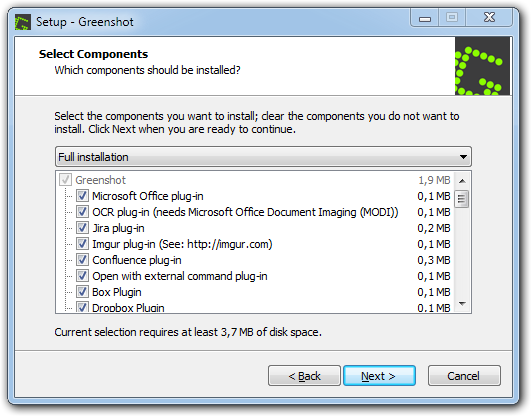 Setup - Greenshot
Select Components
Which components should be installed?
Select the components you want to install; clear the components you do not want to
install. Click Next when you are ready to continue.
Full installation
Greenshot 1,9 MB
Microsoft Office plug-in 0,1 MB
OCR plug-in (needs Microsoft Office Document Imaging (MODI)) 0,1 MB
Jira plug-in 0,2 MB
Imgur plug-in (See: http://imgur.com) 0,1 MB
Confluence plug-in 0,3 MB
Open with external command plug-in 0,1 MB
Box Plugin 0,1 MB
Dropbox Plugin 0,1 MB
Current selection requires at least 3,7 MB of disk space.
< Back Next > Cancel